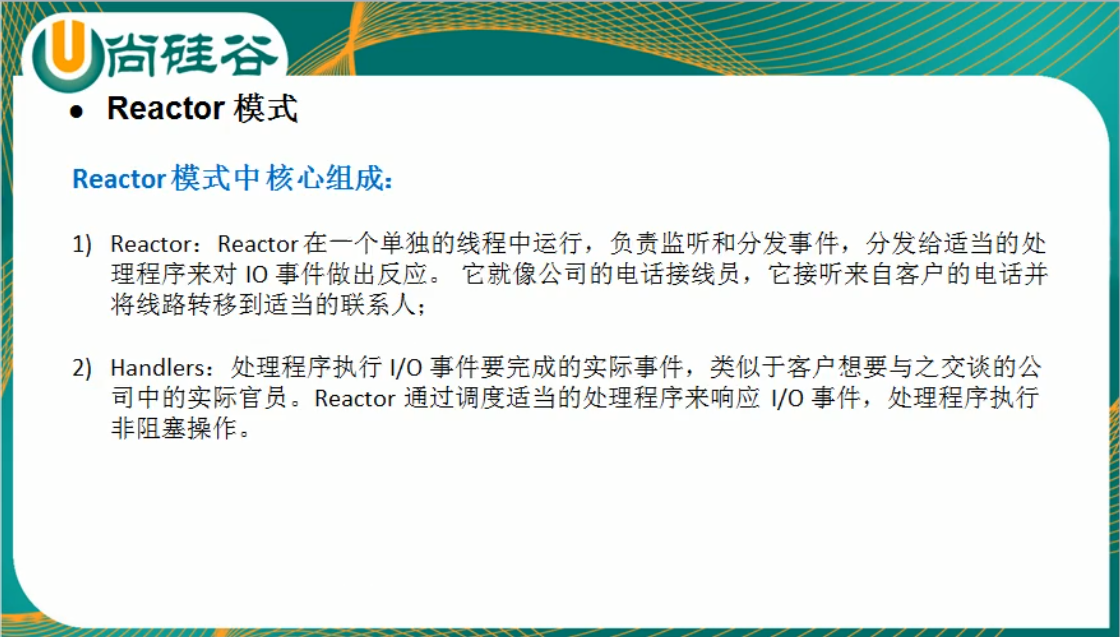 尚硅谷
● Reactor 模式
Reactor模式中核心组成:
1) Reactor：Reactor在一个单独的线程中运行，负责监听和分发事件，分发给适当的处
理程序来对 IO 事件做出反应。 它就像公司的电话接线员，它接听来自客户的电话并
将线路转移到适当的联系人；
2) Handlers：处理程序执行 I/O 事件要完成的实际事件，类似于客户想要与之交谈的公
司中的实际官员。Reactor 通过调度适当的处理程序来响应 I/O 事件，处理程序执行
非阻塞操作。